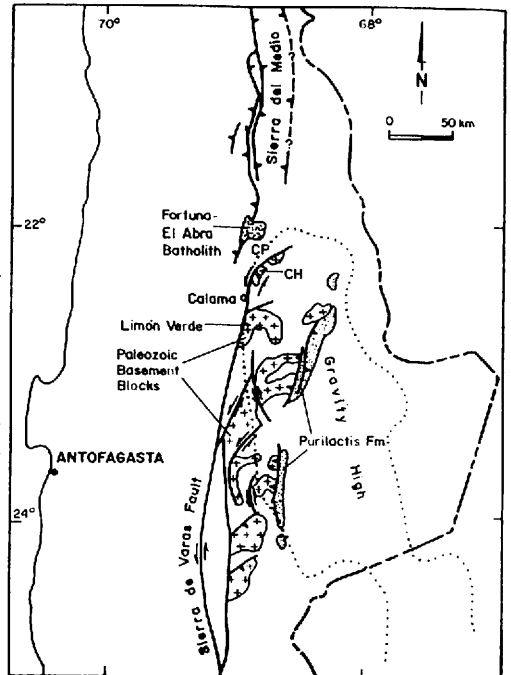 70°
68°
Sierra del Medio
N
0 50 km
22°
Fortuna-
El Abra
Batholith
CP
CH
Calama
Limón Verde
Paleozoic
Basement
Blocks
Gravity
High
Purilactis Fm.
ANTOFAGASTA
24°
Sierra de Varas Fault